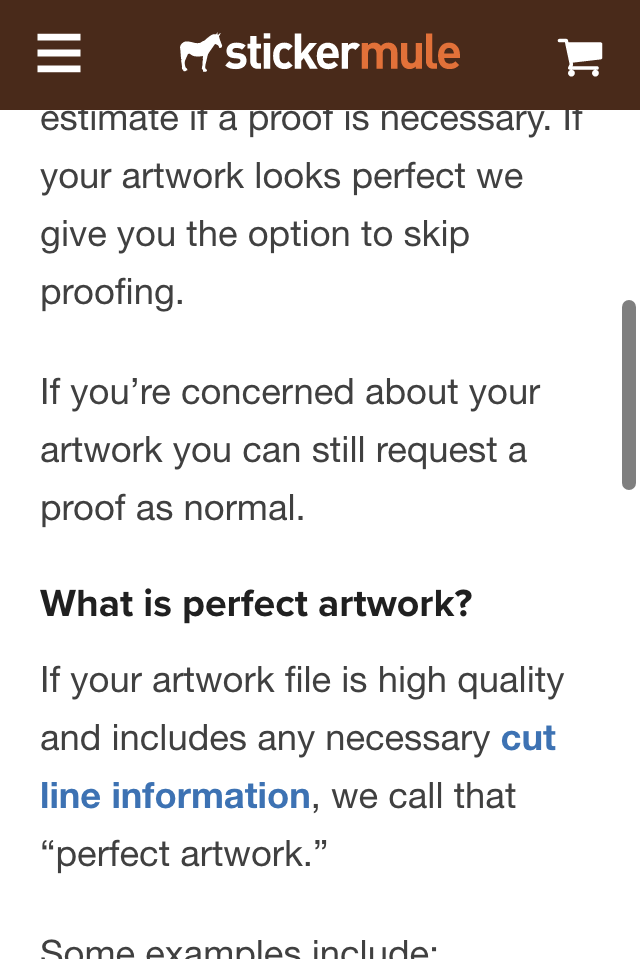 stickermule
estimate if a proof is necessary. If
your artwork looks perfect we
give you the option to skip
proofing.
If you’re concerned about your
artwork you can still request a
proof as normal.
What is perfect artwork?
If your artwork file is high quality
and includes any necessary cut
line information, we call that
“perfect artwork.”
Some examples include: